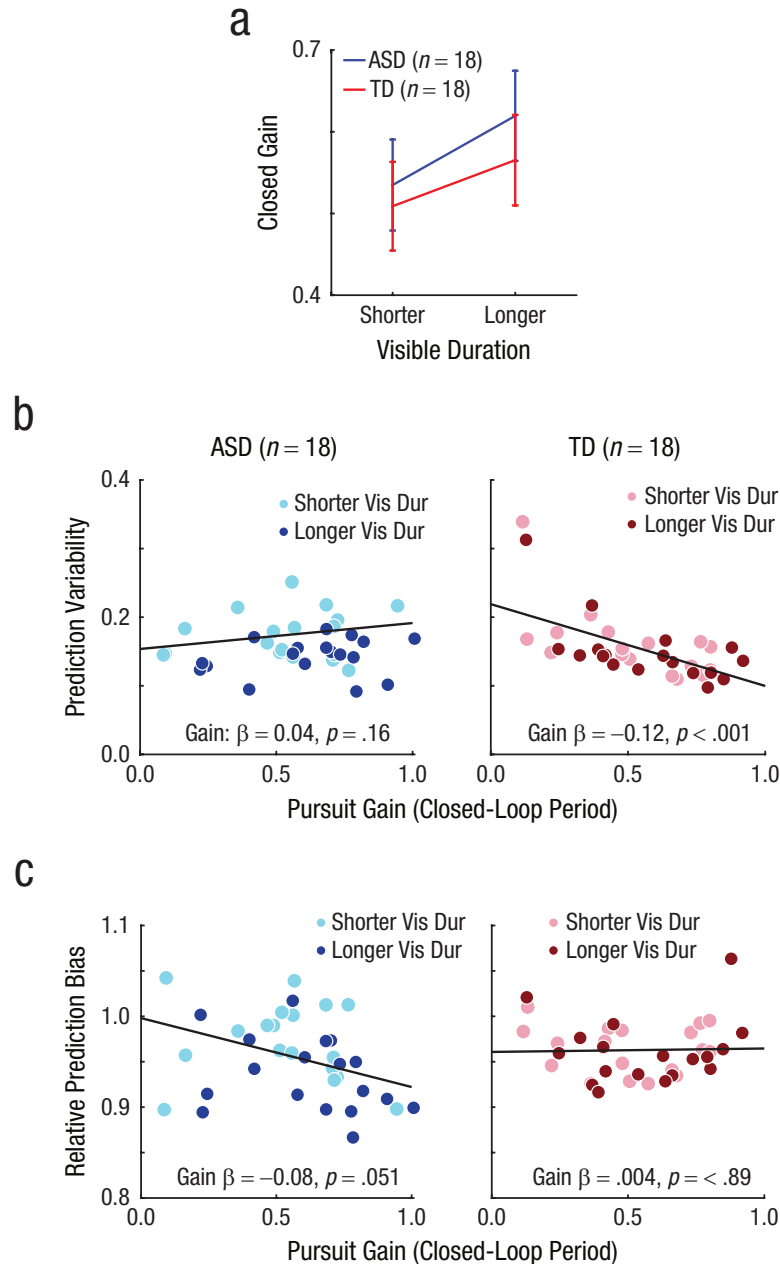 a
0.7
ASD (n = 18)
TD (n = 18)
Closed Gain
0.4
Shorter
Longer
Visible Duration
b
ASD (n = 18)
TD (n = 18)
0.4
Shorter Vis Dur
Longer Vis Dur
Shorter Vis Dur
Longer Vis Dur
Prediction Variability
0.2
0.0
Gain: β = 0.04, p = .16
Gain β = −0.12, p < .001
0.0
0.5
1.0
0.0
0.5
1.0
Pursuit Gain (Closed-Loop Period)
c
1.1
Shorter Vis Dur
Longer Vis Dur
Shorter Vis Dur
Longer Vis Dur
Relative Prediction Bias
1.0
0.9
0.8
Gain β = −0.08, p = .051
Gain β = .004, p = < .89
0.0
0.5
1.0
0.0
0.5
1.0
Pursuit Gain (Closed-Loop Period)